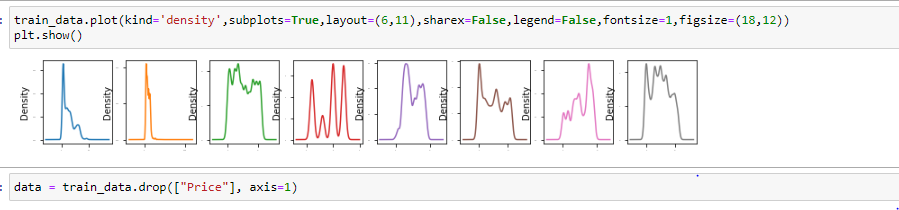 train_data.plot(kind='density',subplots=True,layout=(6,11),sharex=False,legend=False,fontsize=1,figsize=(18,12))
plt.show()
Density Density Density Density Density Density Density Density
data = train_data.drop(["Price"], axis=1)